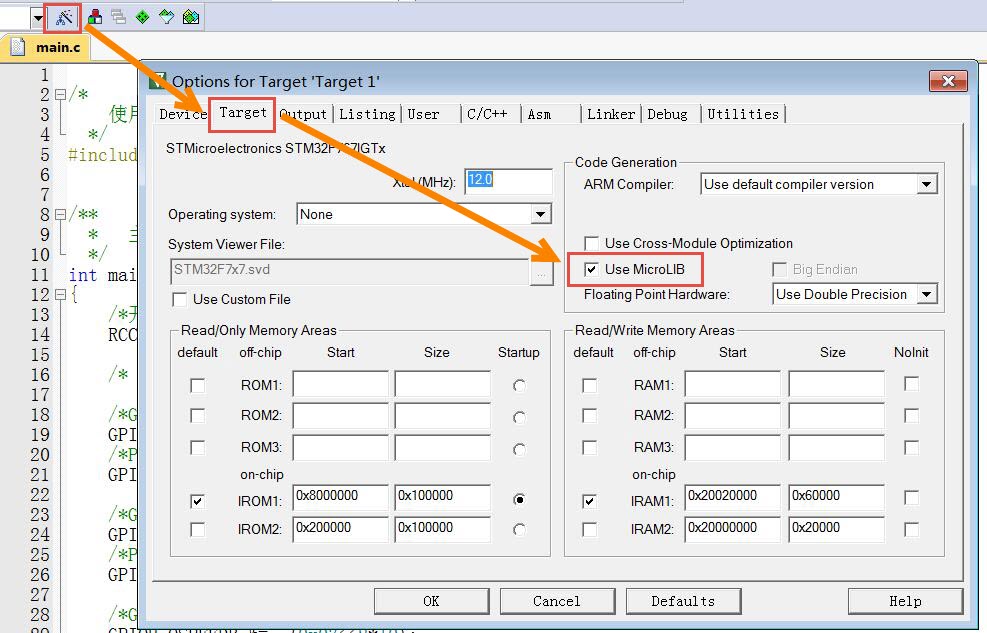 main.c
1
2 /*
3 使用
4 */
5 #includ
6
7
8 /**
9 * 主
10 */
11 int mai
12 {
13 /*开
14 RCC
15
16 /*
17
18 /*G
19 GPI
20 /*P
21 GPI
22
23 /*G
24 GPI
25 /*P
26 GPI
27
28 /*G
Options for Target 'Target 1'
Device Target Output Listing User C/C++ Asm Linker Debug Utilities
STMicroelectronics STM32F767IGTx
Xtal (MHz): 12.0
Operating system: None
System Viewer File:
STM32F7x7.svd ...
Use Custom File
Code Generation
ARM Compiler: Use default compiler version
Use Cross-Module Optimization
Use MicroLIB Big Endian
Floating Point Hardware: Use Double Precision
Read/Only Memory Areas
default off-chip Start Size Startup
ROM1:
ROM2:
ROM3:
on-chip
IROM1: 0x8000000 0x100000
IROM2: 0x200000 0x100000
Read/Write Memory Areas
default off-chip Start Size NoInit
RAM1:
RAM2:
RAM3:
on-chip
IRAM1: 0x20020000 0x60000
IRAM2: 0x20000000 0x20000
OK Cancel Defaults Help